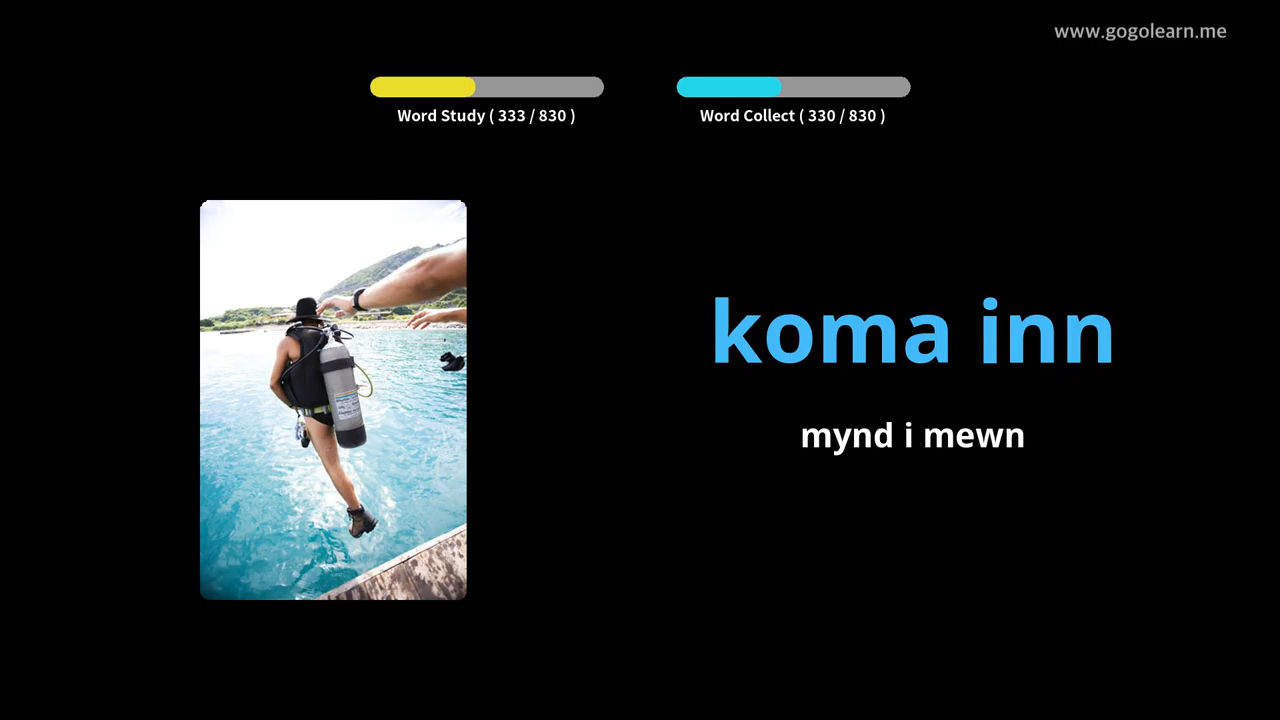 www.gogolearn.me
Word Study ( 333 / 830 )
Word Collect ( 330 / 830 )
koma inn
mynd i mewn